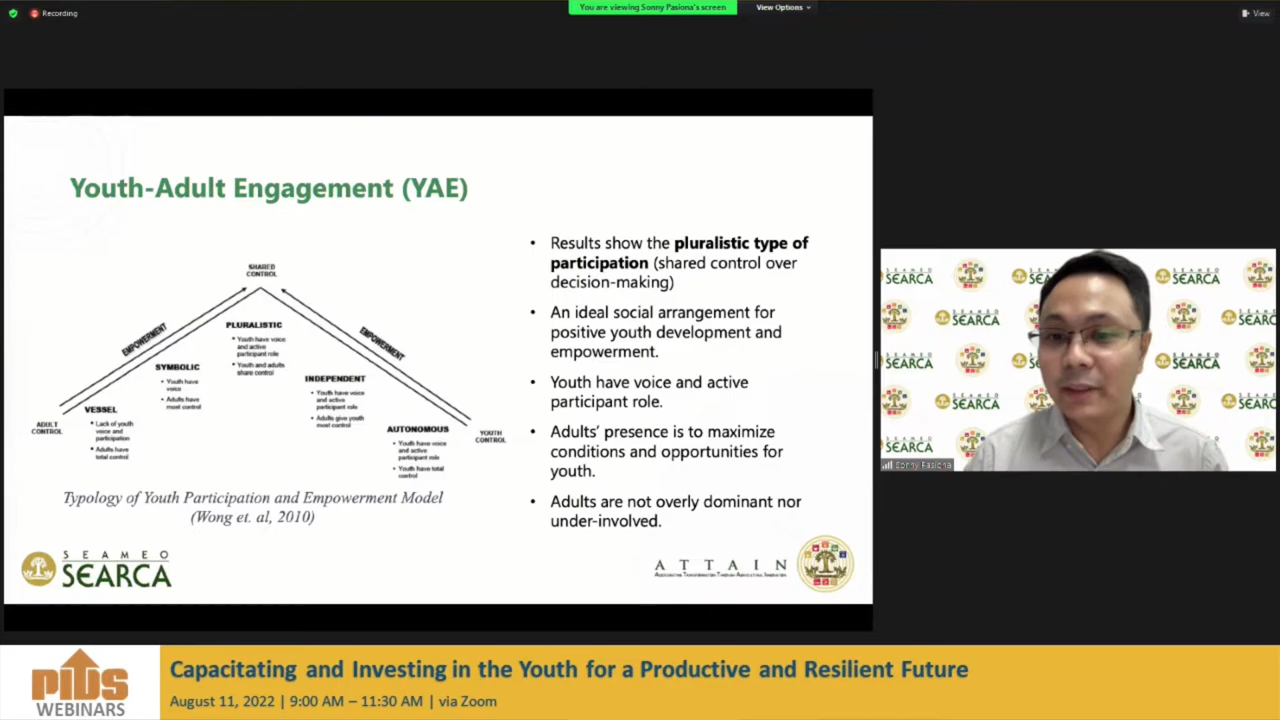 Recording
You are viewing Sonny Pasiona's screen
View Options
View
Youth-Adult Engagement (YAE)
SHARED
CONTROL
EMPOWERMENT
EMPOWERMENT
PLURALISTIC
• Youth have voice
and active
participant role
• Youth and adults
share control
SYMBOLIC
• Youth have
voice
• Adults have
most control
INDEPENDENT
• Youth have voice
and active
participant role
• Adults give youth
most control
VESSEL
• Lack of youth
voice and
participation
• Adults have
total control
ADULT
CONTROL
AUTONOMOUS
• Youth have voice
and active
participant role
• Youth have total
control
YOUTH
CONTROL
Typology of Youth Participation and Empowerment Model
(Wong et. al, 2010)
• Results show the pluralistic type of
participation (shared control over
decision-making)
• An ideal social arrangement for
positive youth development and
empowerment.
• Youth have voice and active
participant role.
• Adults' presence is to maximize
conditions and opportunities for
youth.
• Adults are not overly dominant nor
under-involved.
SEAMEO
SEARCA
ATTAIN
Accelerating Transformation Through Agricultural Innovation
SEAMEO
SEARCA
Sonny Pasiona
PIDS
WEBINARS
Capacitating and Investing in the Youth for a Productive and Resilient Future
August 11, 2022 | 9:00 AM – 11:30 AM | via Zoom